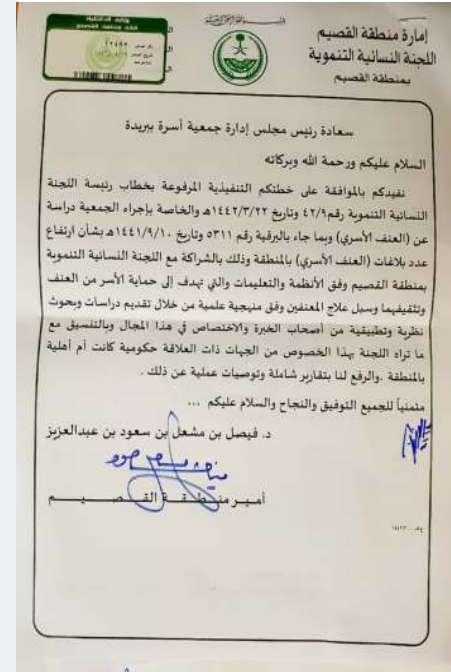 إمارة منطقة القصيم
اللجنة النسائية التنموية
بمنطقة القصيم
سعادة رئيس مجلس إدارة جمعية أسرة ببريدة
السلام عليكم ورحمة الله وبركاته
نفيدكم بالموافقة على خطتكم التنفيذية المرفوعة بخطاب رئيسة اللجنة
النسائية التنموية رقم ٤٢/٩ وتاريخ ١٤٤٢/٣/٢٢هـ والخاصة بإجراء الجمعية دراسة
عن (العنف الأسري) وبما جاء بالبرقية رقم ٥٣١١ وتاريخ ١٤٤١/٩/١٠هـ بشأن ارتفاع
عدد بلاغات (العنف الأسري) بالمنطقة وذلك بالشراكة مع اللجنة النسائية التنموية
بمنطقة القصيم وفق الأنظمة والتعليمات والتي تهدف إلى حماية الأسر من العنف
وتثقيفهما وسبل علاج المعنفين وفق منهجية علمية من خلال تقديم دراسات وبحوث
نظرية وتطبيقية من أصحاب الخبرة والاختصاص في هذا المجال وبالتنسيق مع
ما تراه اللجنة بهذا الخصوص من الجهات ذات العلاقة حكومية كانت أم أهلية
بالمنطقة .والرفع لنا بتقارير شاملة وتوصيات عملية عن ذلك .
متمنياً للجميع التوفيق والنجاح والسلام عليكم ...
د. فيصل بن مشعل بن سعود بن عبدالعزيز
أمير منطقة القصيم